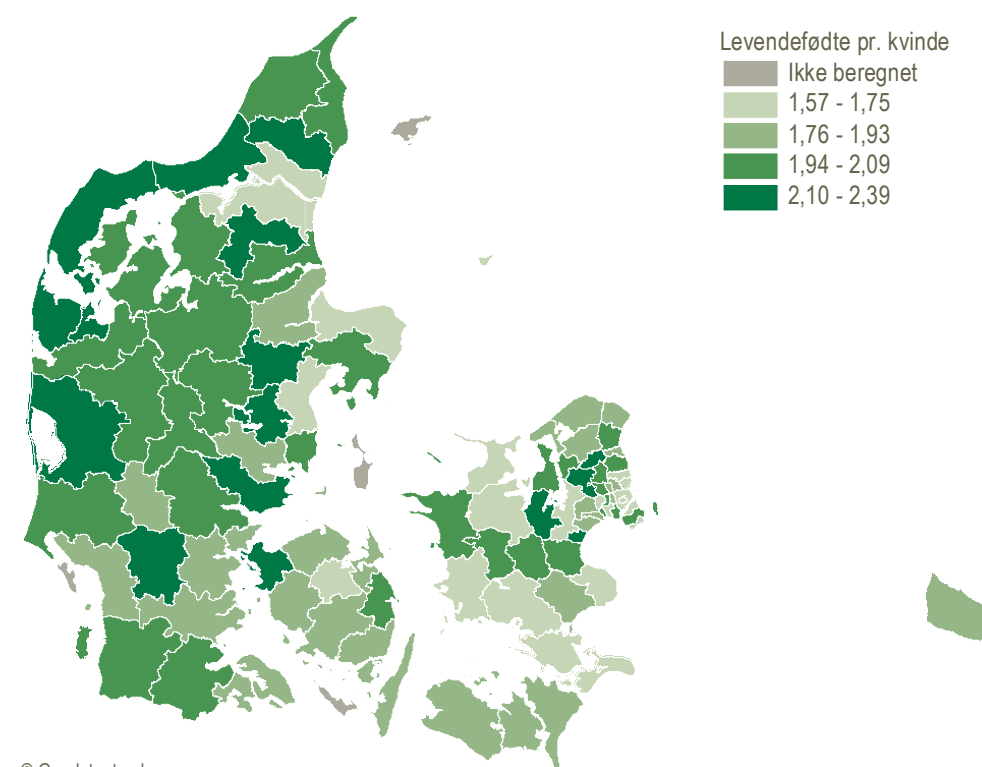 Levendefødte pr. kvinde
Ikke beregnet
1,57 - 1,75
1,76 - 1,93
1,94 - 2,09
2,10 - 2,39
©